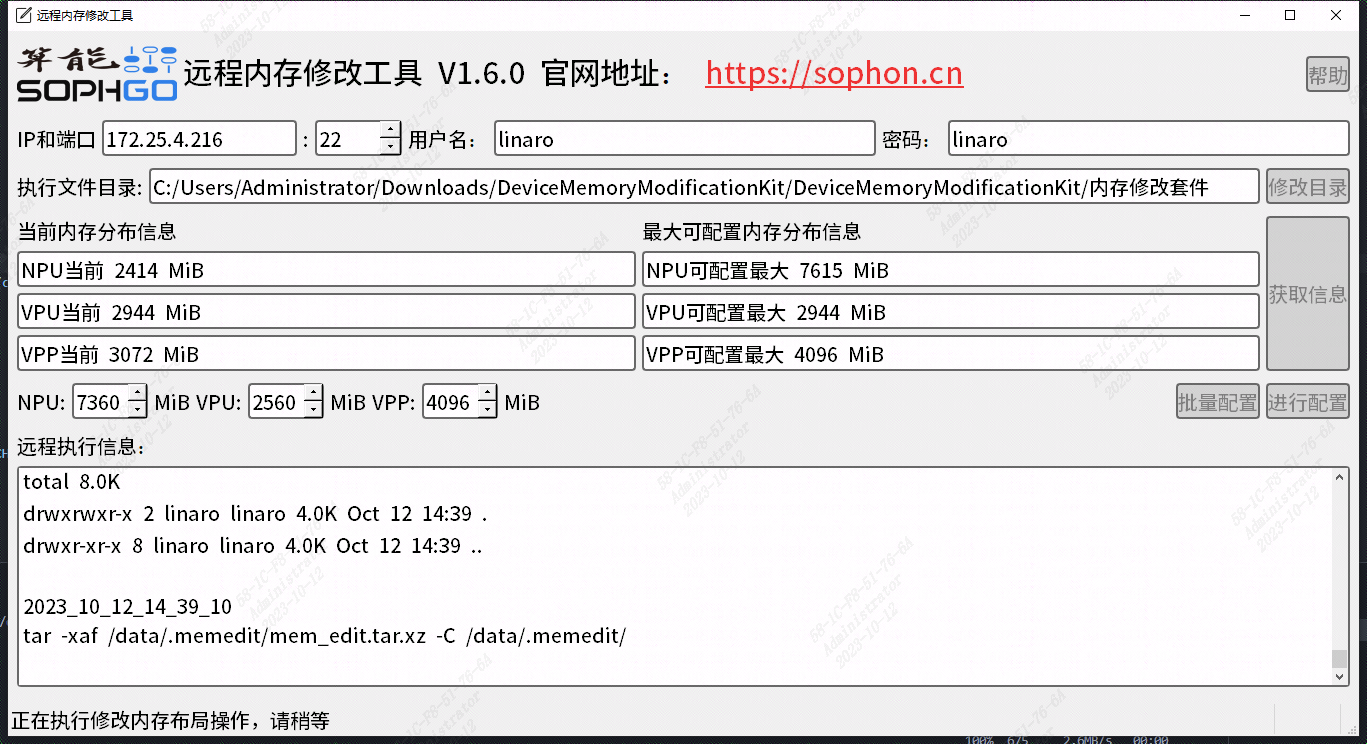 远程内存修改工具
算能
SOPHGO
远程内存修改工具 V1.6.0 官网地址： https://sophon.cn
帮助
IP和端口 172.25.4.216 : 22 用户名： linaro 密码： linaro
执行文件目录: C:/Users/Administrator/Downloads/DeviceMemoryModificationKit/DeviceMemoryModificationKit/内存修改套件 修改目录
当前内存分布信息 最大可配置内存分布信息
NPU当前 2414 MiB NPU可配置最大 7615 MiB
获取信息
VPU当前 2944 MiB VPU可配置最大 2944 MiB
VPP当前 3072 MiB VPP可配置最大 4096 MiB
NPU: 7360 MiB VPU: 2560 MiB VPP: 4096 MiB 批量配置 进行配置
远程执行信息：
total 8.0K
drwxrwxr-x 2 linaro linaro 4.0K Oct 12 14:39 .
drwxr-xr-x 8 linaro linaro 4.0K Oct 12 14:39 ..
2023_10_12_14_39_10
tar -xaf /data/.memedit/mem_edit.tar.xz -C /data/.memedit/
正在执行修改内存布局操作，请稍等
58-1C-F8-51-76-6A
Administrator
2023-10-12
100% 675 2.6MB/s 00:00